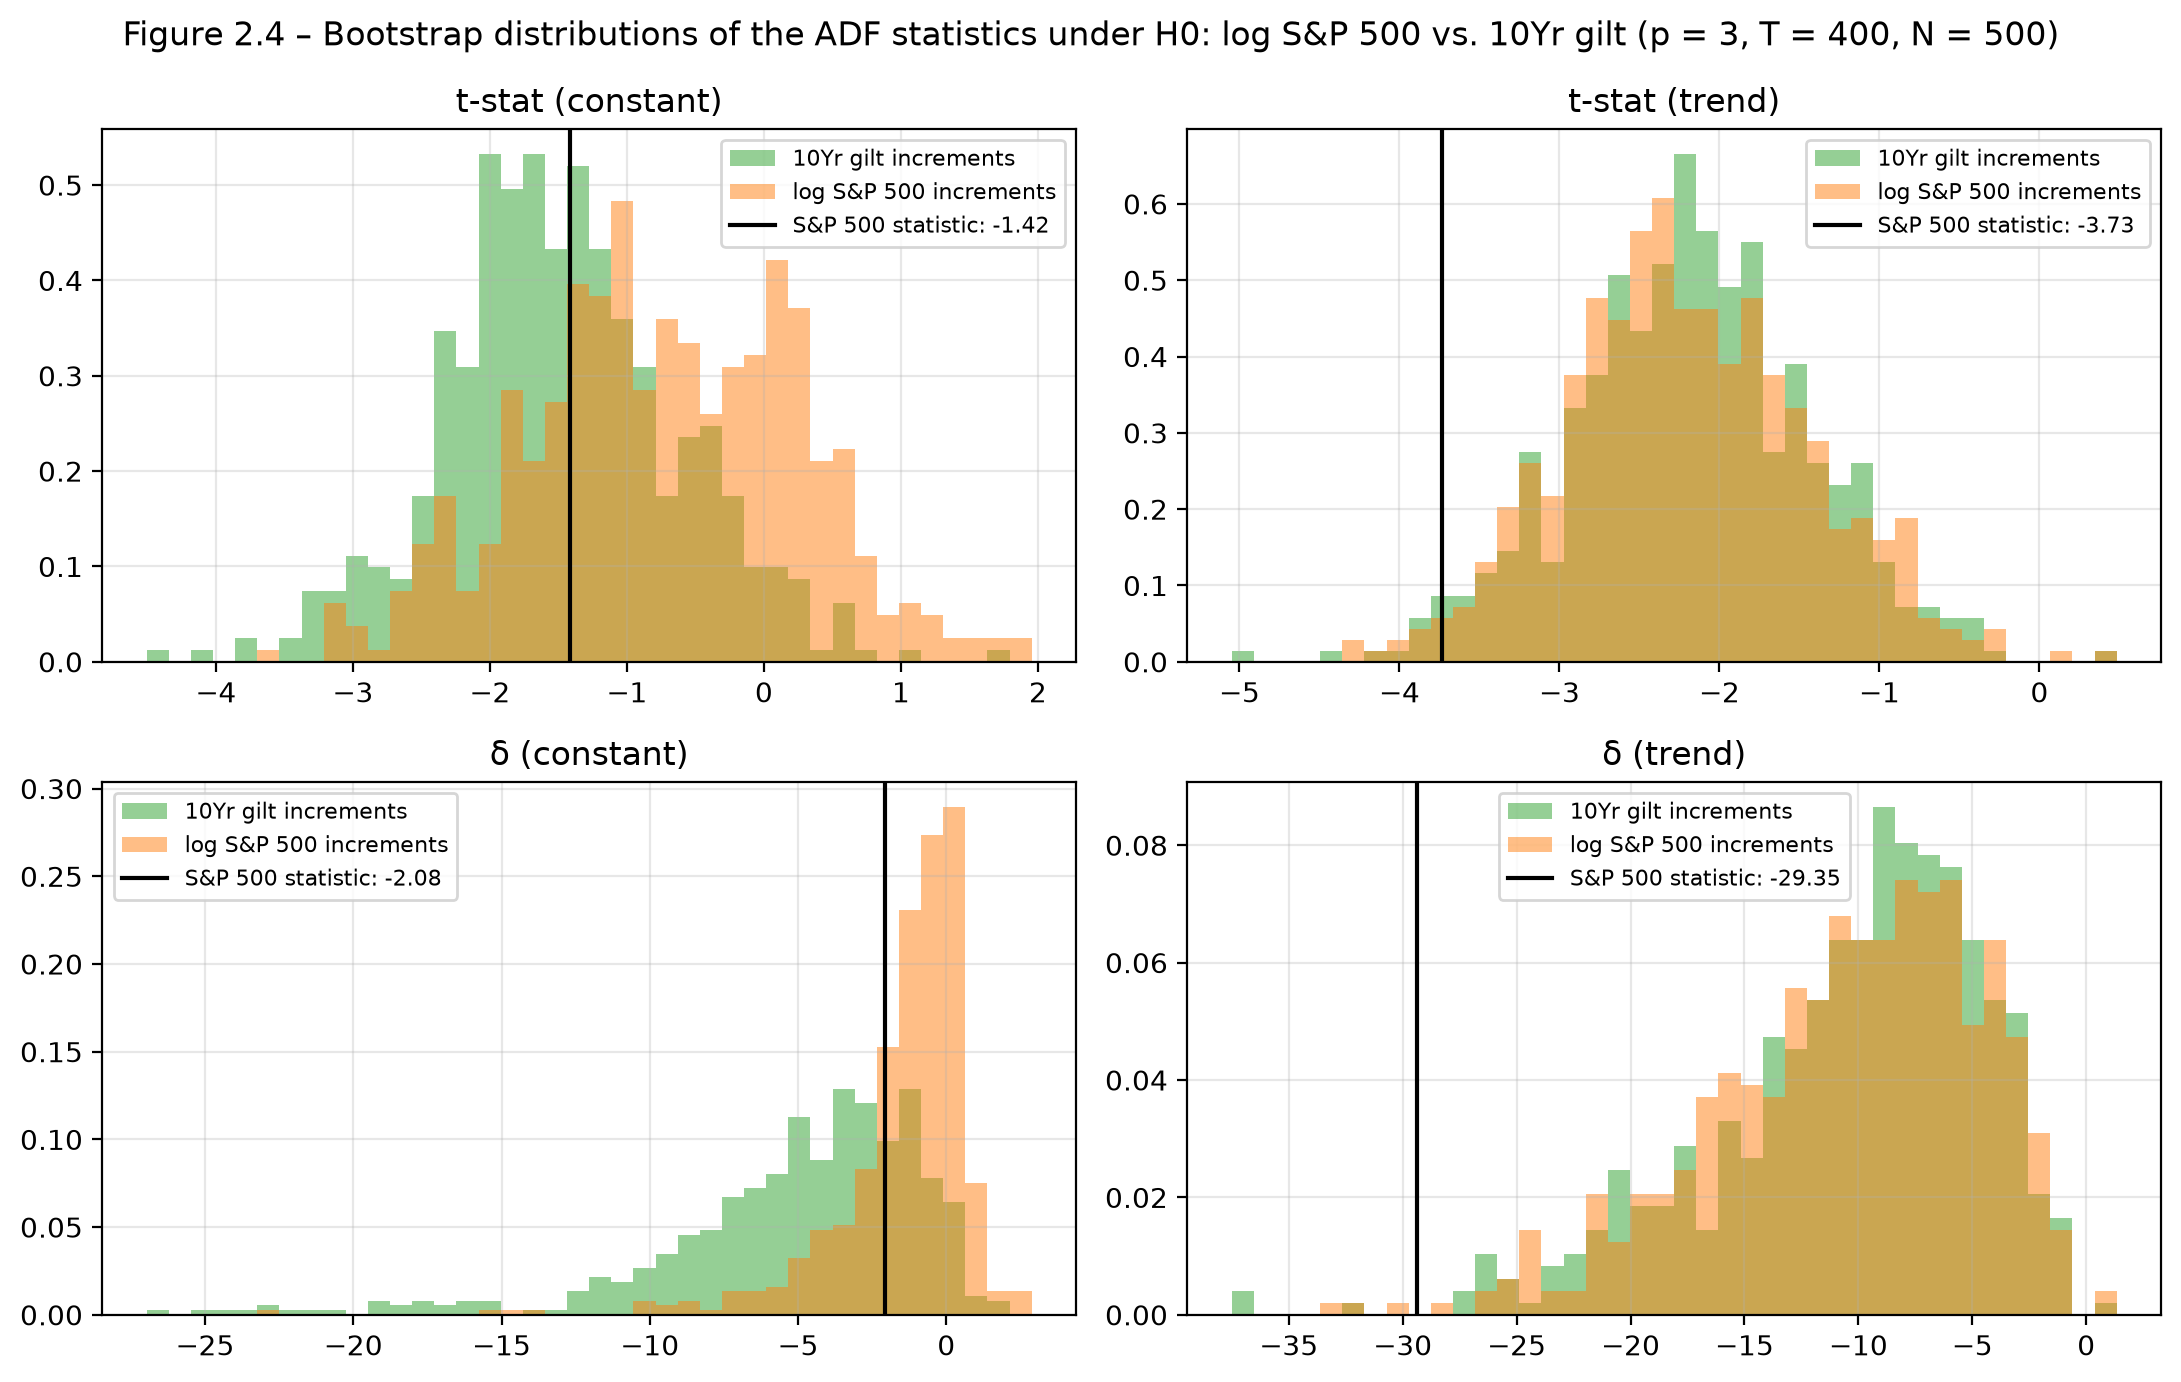 Figure 2.4 – Bootstrap distributions of the ADF statistics under H0: log S&P 500 vs. 10Yr gilt (p = 3, T = 400, N = 500)
t-stat (constant)
10Yr gilt increments
log S&P 500 increments
S&P 500 statistic: -1.42
0.5
0.4
0.3
0.2
0.1
0.0
−4 −3 −2 −1 0 1 2
t-stat (trend)
10Yr gilt increments
log S&P 500 increments
S&P 500 statistic: -3.73
0.6
0.5
0.4
0.3
0.2
0.1
0.0
−5 −4 −3 −2 −1 0
δ (constant)
10Yr gilt increments
log S&P 500 increments
S&P 500 statistic: -2.08
0.30
0.25
0.20
0.15
0.10
0.05
0.00
−25 −20 −15 −10 −5 0
δ (trend)
10Yr gilt increments
log S&P 500 increments
S&P 500 statistic: -29.35
0.08
0.06
0.04
0.02
0.00
−35 −30 −25 −20 −15 −10 −5 0